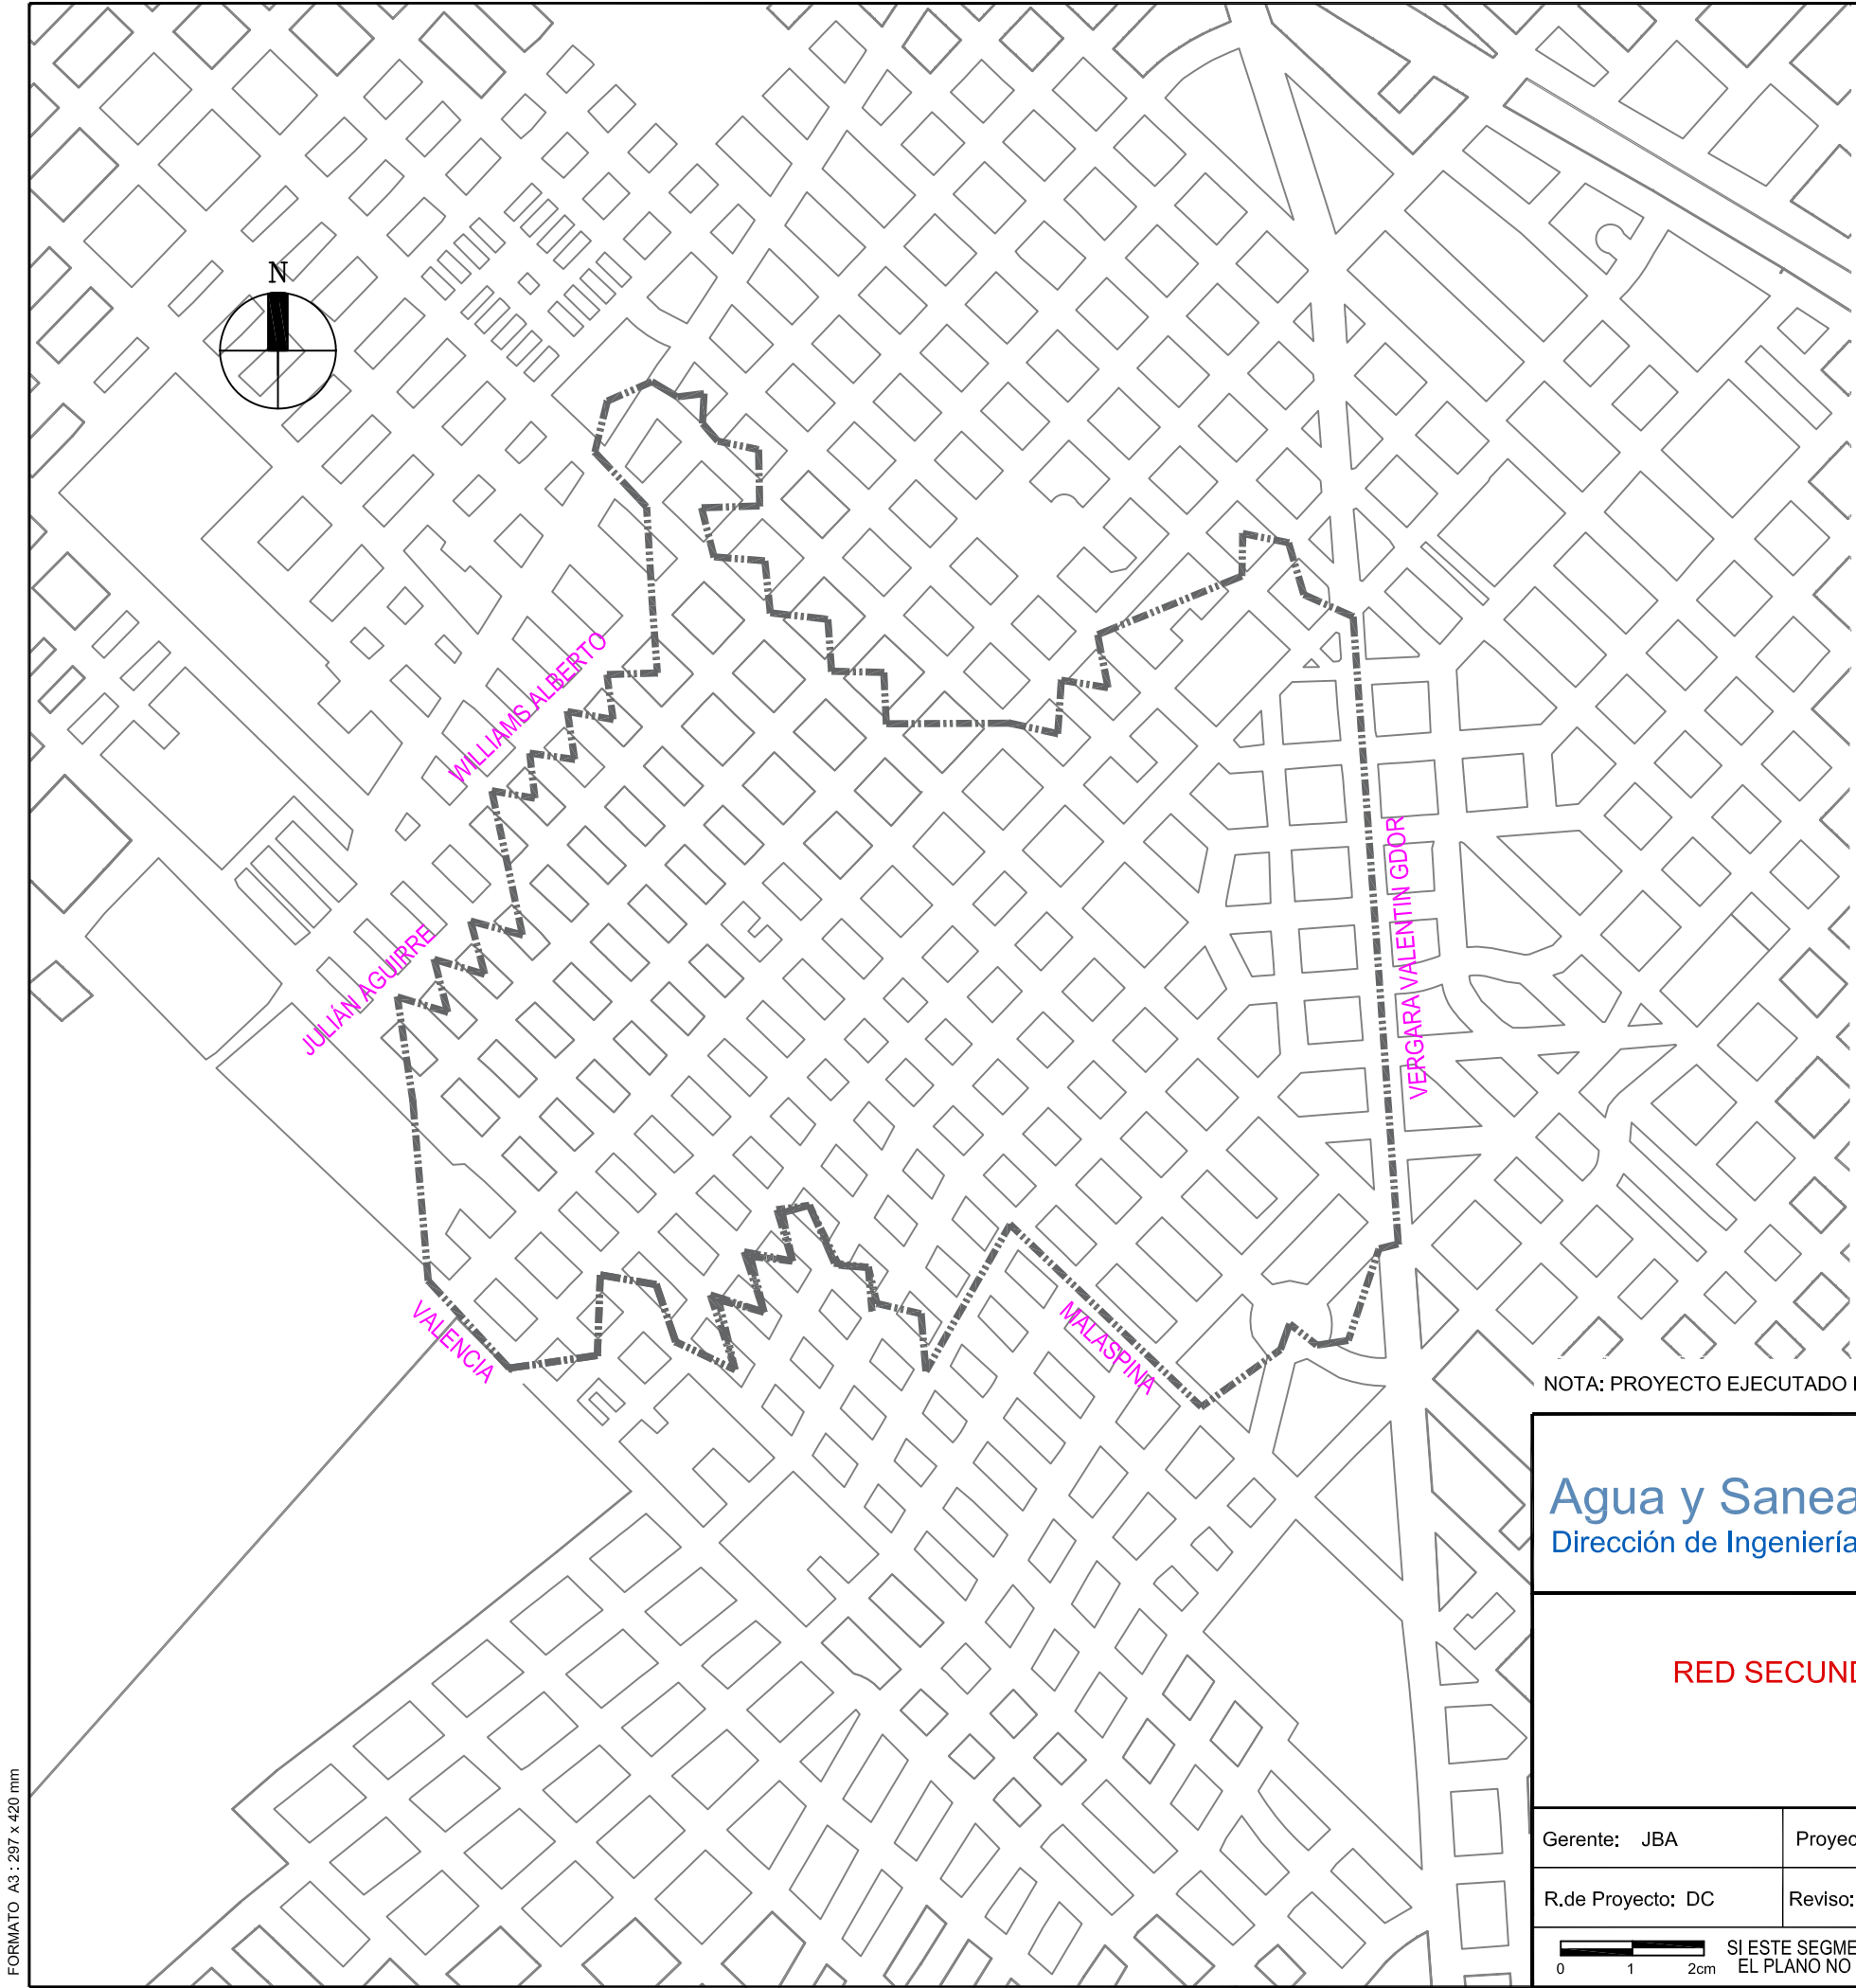 N
WILLIAMS ALBERTO
JULIÁN AGUIRRE
VERGARA VALENTIN GDOR
VALENCIA
MALASPINA
NOTA: PROYECTO EJECUTADO
Agua y Sanea
Dirección de Ingeniería
RED SECUND
Gerente: JBA
Proyec
R.de Proyecto: DC
Reviso:
0 1 2cm
SI ESTE SEGME
EL PLANO NO
FORMATO A3 : 297 x 420 mm